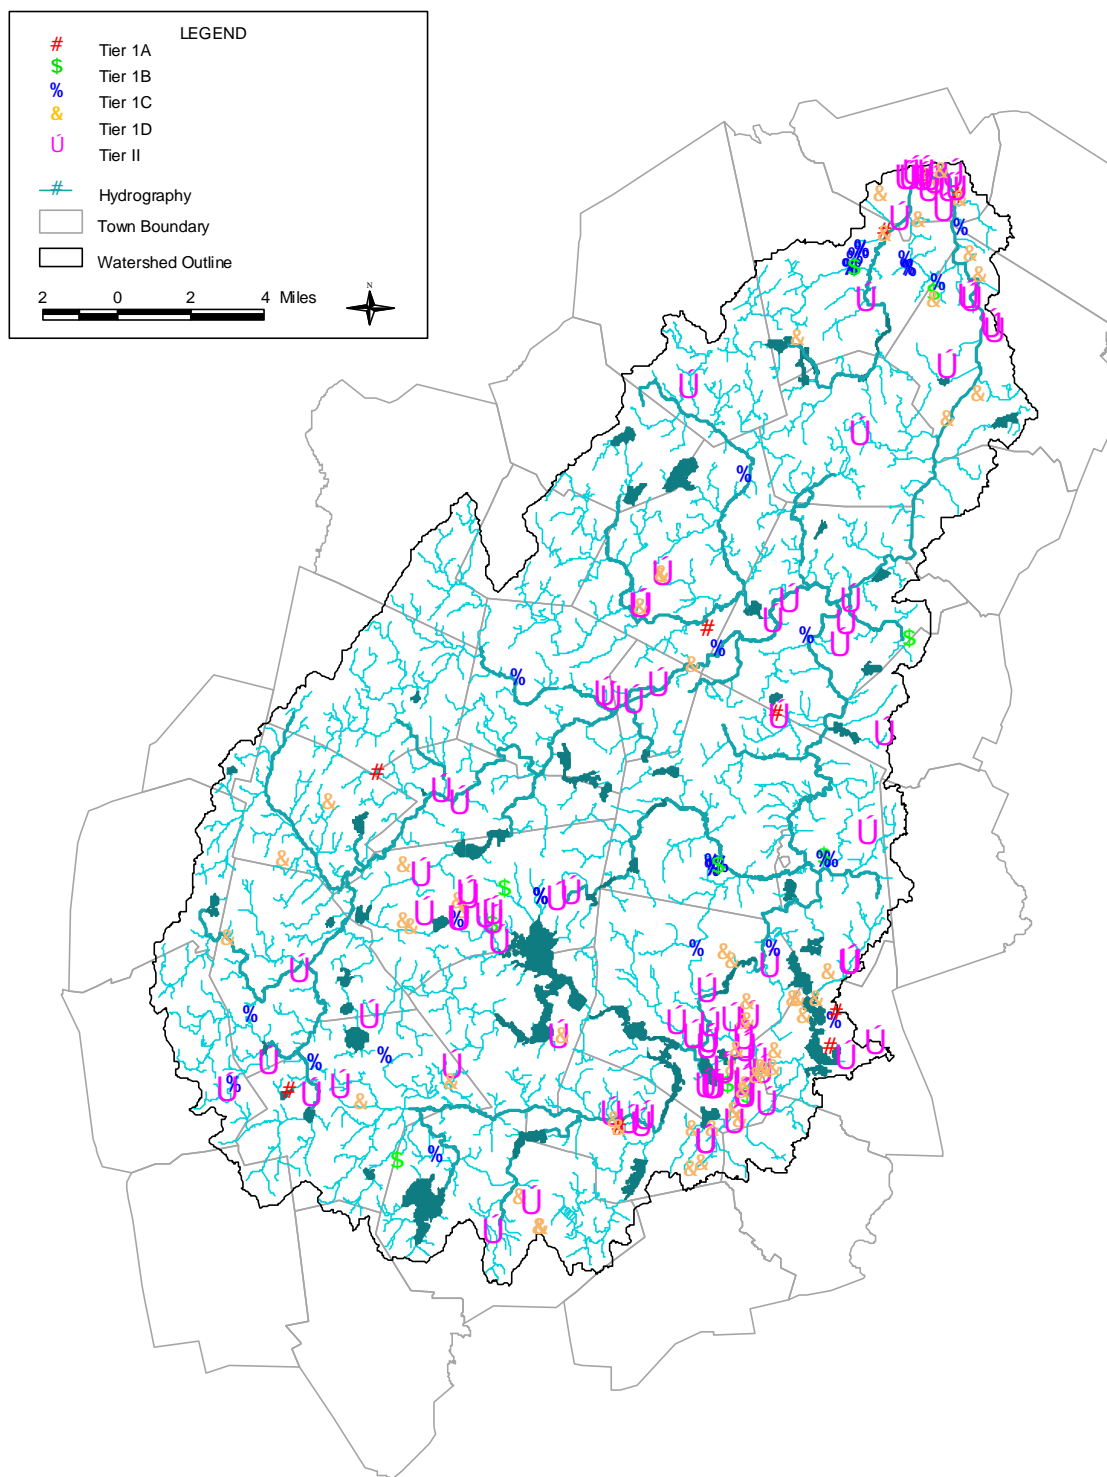 LEGEND
# Tier 1A
$ Tier 1B
% Tier 1C
& Tier 1D
Ú Tier II
# Hydrography
Town Boundary
Watershed Outline
2 0 2 4 Miles
N